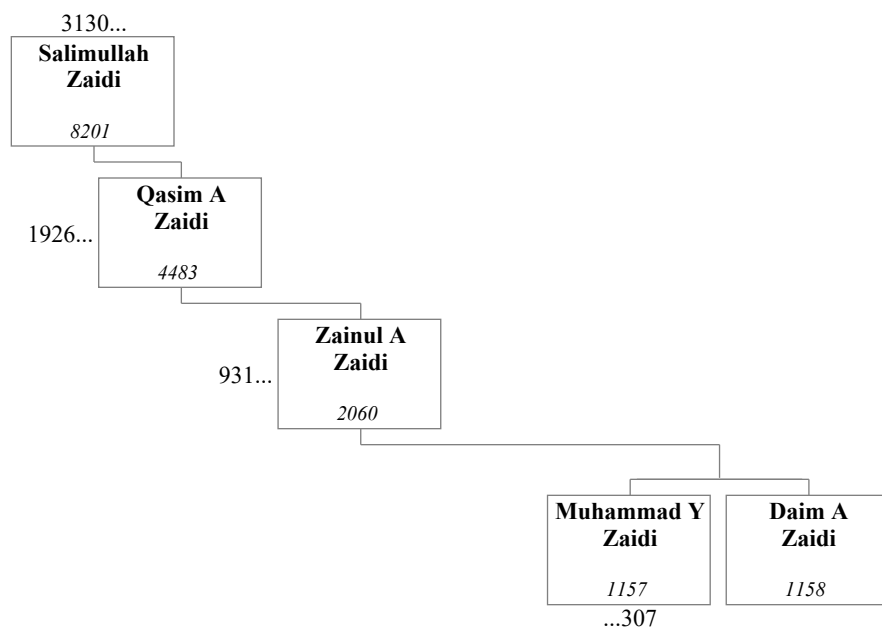 3130...
Salimullah
Zaidi
8201
Qasim A
Zaidi
1926...
4483
Zainul A
Zaidi
931...
2060
Muhammad Y
Zaidi
1157
...307
Daim A
Zaidi
1158